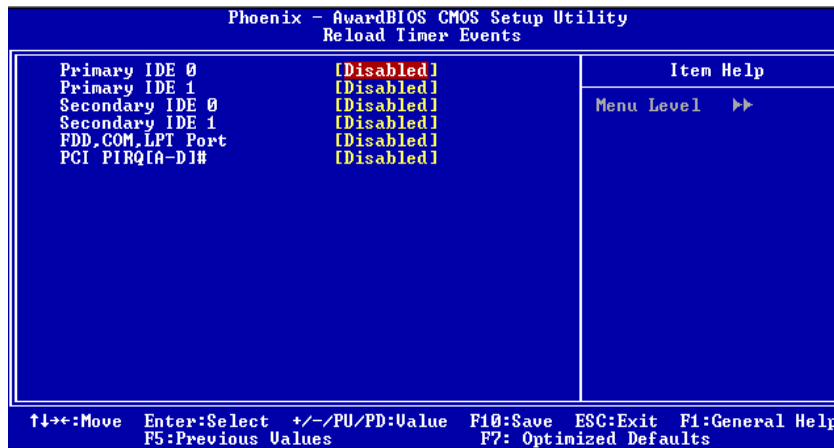 Phoenix - AwardBIOS CMOS Setup Utility
Reload Timer Events
Primary IDE 0 [Disabled]
Primary IDE 1 [Disabled]
Secondary IDE 0 [Disabled]
Secondary IDE 1 [Disabled]
FDD,COM,LPT Port [Disabled]
PCI PIRQ[A-D]# [Disabled]
Item Help
Menu Level ▸▸
↑↓→←:Move Enter:Select +/-/PU/PD:Value F10:Save ESC:Exit F1:General Help
F5:Previous Values F7: Optimized Defaults